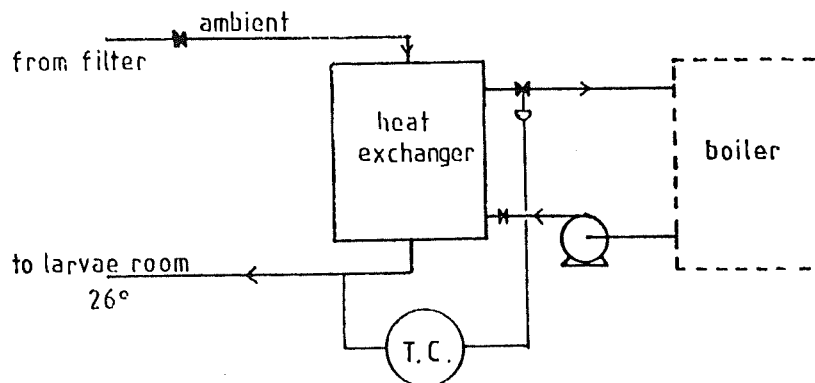 ambient
from filter
heat
exchanger
boiler
to larvae room
26°
T.C.